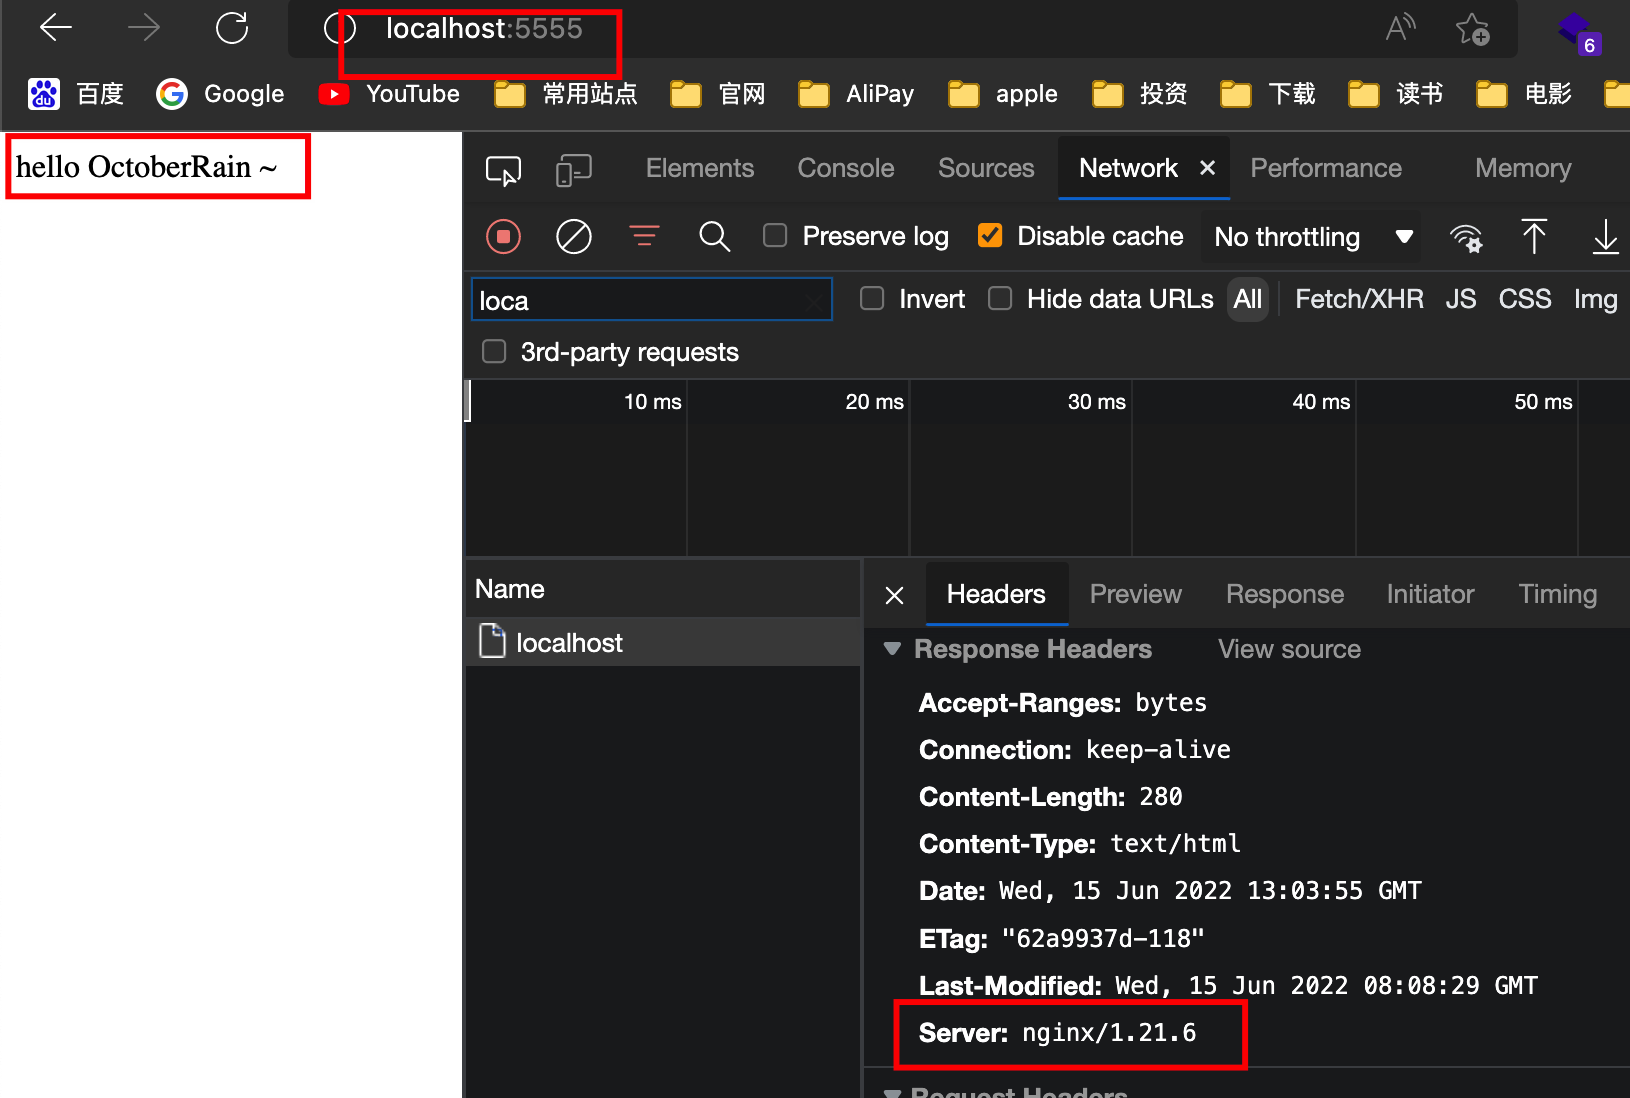 localhost:5555
6
百度 Google YouTube 常用站点 官网 AliPay apple 投资 下载 读书 电影
hello OctoberRain ~
Elements Console Sources Network × Performance Memory
Preserve log Disable cache No throttling
loca Invert Hide data URLs All Fetch/XHR JS CSS Img
3rd-party requests
10 ms 20 ms 30 ms 40 ms 50 ms
Name
localhost
Headers Preview Response Initiator Timing
Response Headers View source
Accept-Ranges: bytes
Connection: keep-alive
Content-Length: 280
Content-Type: text/html
Date: Wed, 15 Jun 2022 13:03:55 GMT
ETag: "62a9937d-118"
Last-Modified: Wed, 15 Jun 2022 08:08:29 GMT
Server: nginx/1.21.6
Request Headers